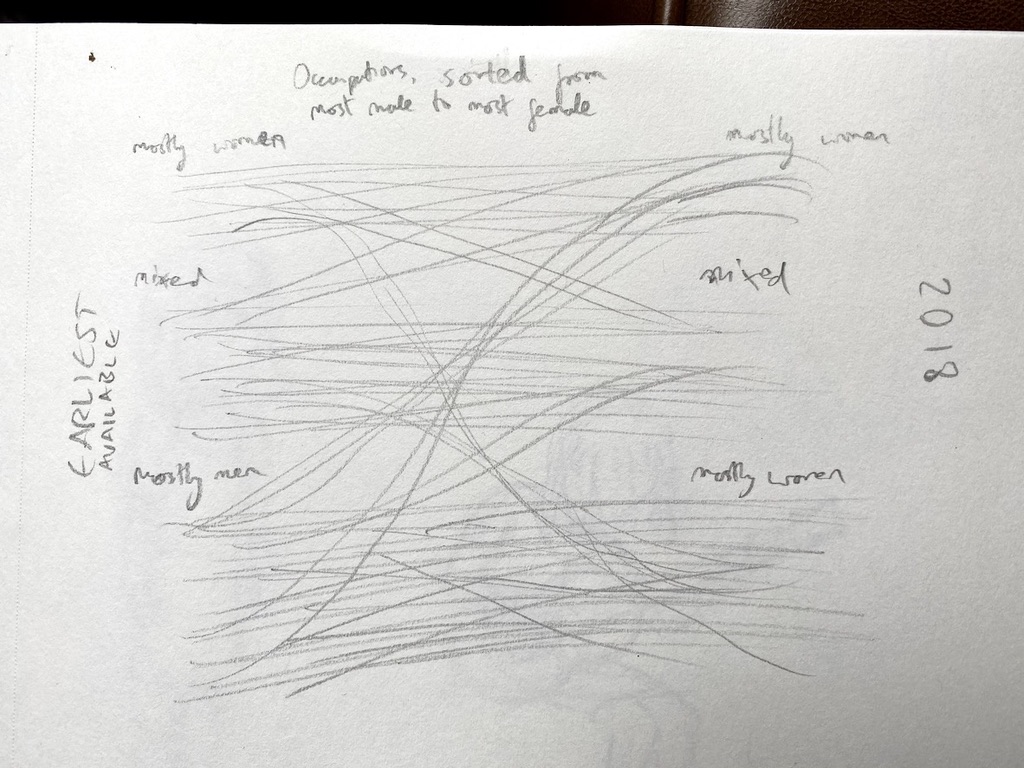 Occupations, sorted from
most male to most female
mostly women
mostly women
mixed
mixed
EARLIEST
AVAILABLE
2018
mostly men
mostly women